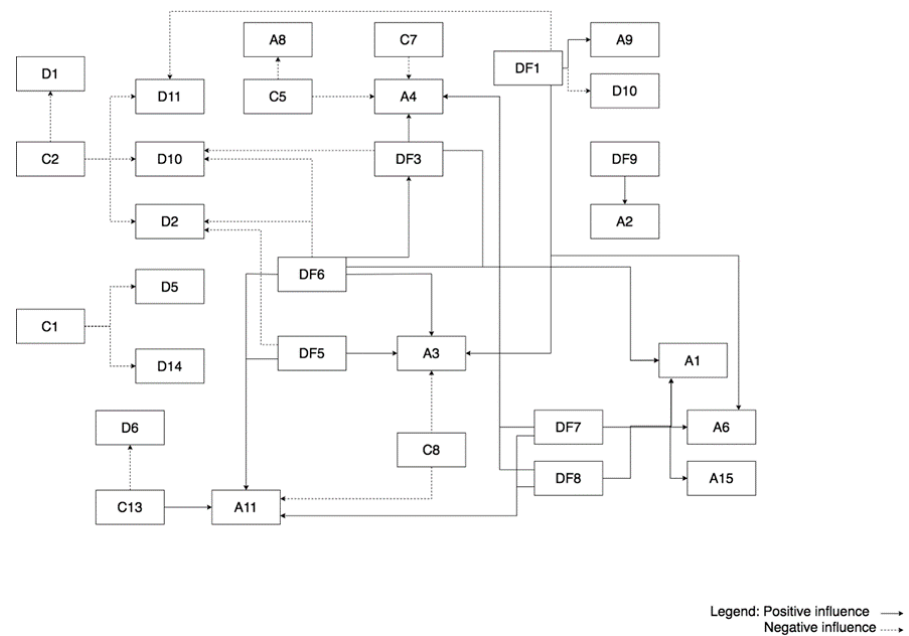 A8
C7
DF1
A9
D1
D11
C5
A4
D10
C2
D10
DF3
DF9
D2
A2
DF6
D5
C1
DF5
A3
A1
D14
D6
DF7
A6
C8
DF8
A15
C13
A11
Legend: Positive influence
Negative influence